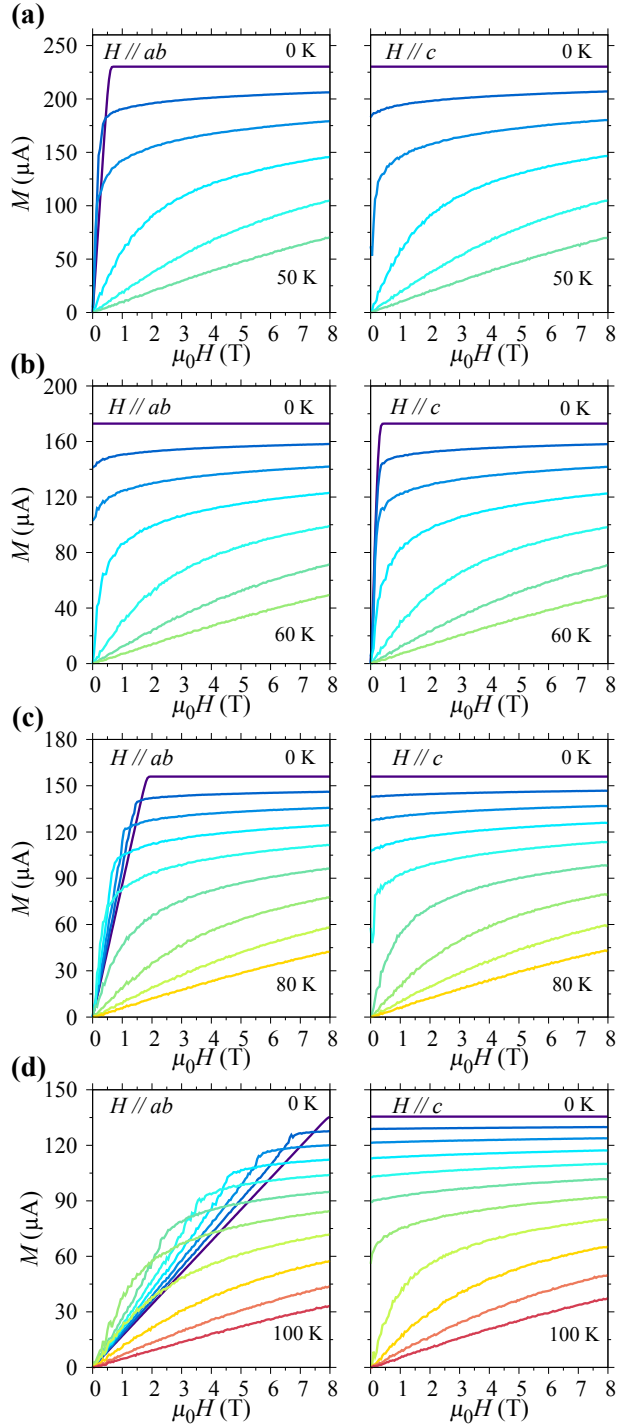 (a)
H // ab 0 K
H // c 0 K
250
200
150
100
50
0
M (μA)
50 K
50 K
0 1 2 3 4 5 6 7 8
0 1 2 3 4 5 6 7 8
μ0H (T)
μ0H (T)
(b)
200
160
120
80
40
0
M (μA)
H // ab 0 K
H // c 0 K
60 K
60 K
0 1 2 3 4 5 6 7 8
0 1 2 3 4 5 6 7 8
μ0H (T)
μ0H (T)
(c)
180
150
120
90
60
30
0
M (μA)
H // ab 0 K
H // c 0 K
80 K
80 K
0 1 2 3 4 5 6 7 8
0 1 2 3 4 5 6 7 8
μ0H (T)
μ0H (T)
(d)
150
120
90
60
30
0
M (μA)
H // ab 0 K
H // c 0 K
100 K
100 K
0 1 2 3 4 5 6 7 8
0 1 2 3 4 5 6 7 8
μ0H (T)
μ0H (T)